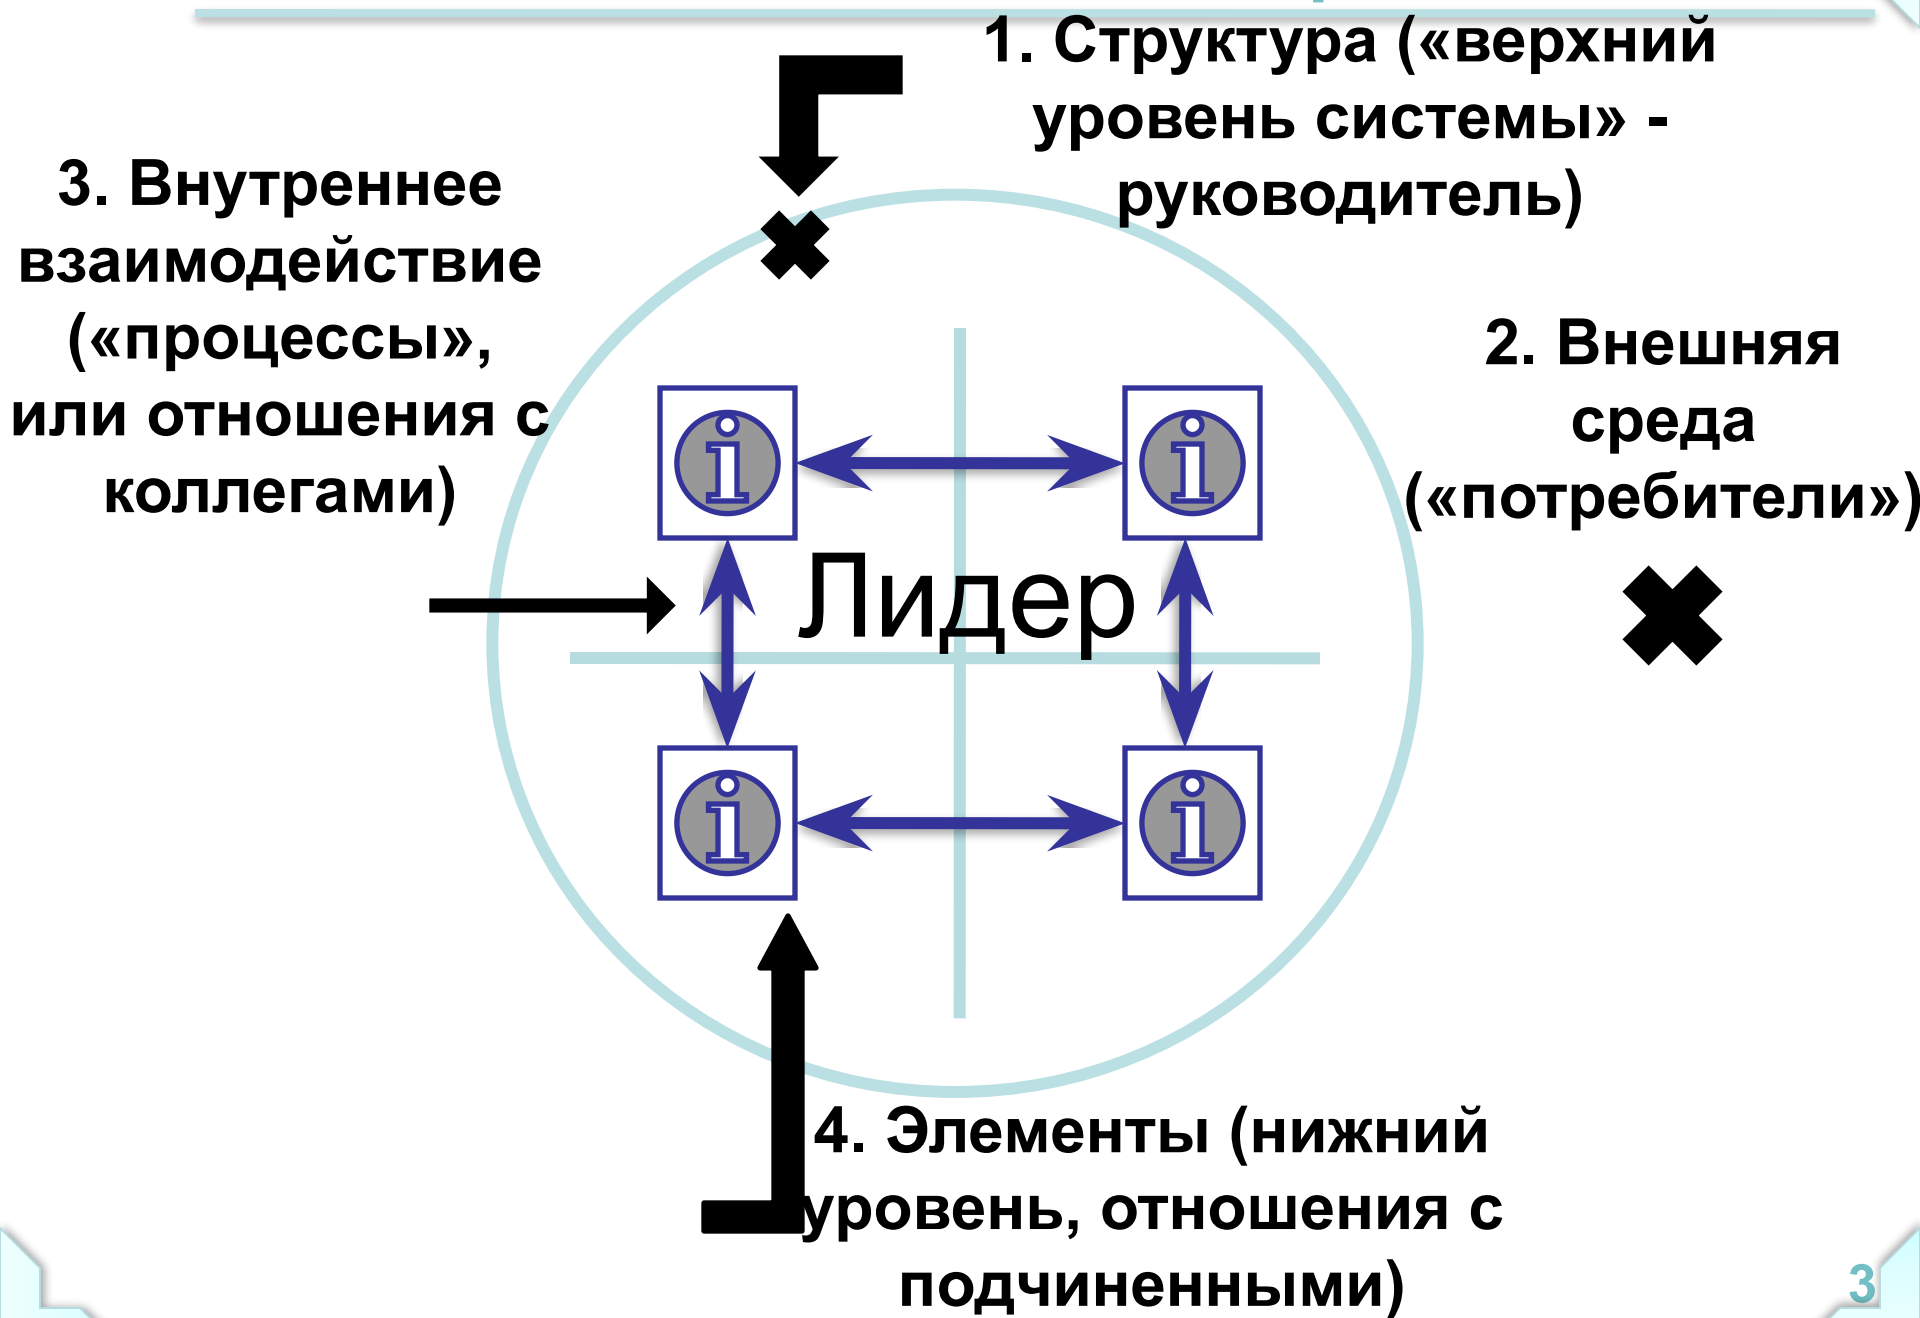 1. Структура («верхний
уровень системы» -
руководитель)
3. Внутреннее
взаимодействие
(«процессы»,
или отношения с
коллегами)
2. Внешняя
среда
(«потребители»)
Лидер
4. Элементы (нижний
уровень, отношения с
подчиненными)
3